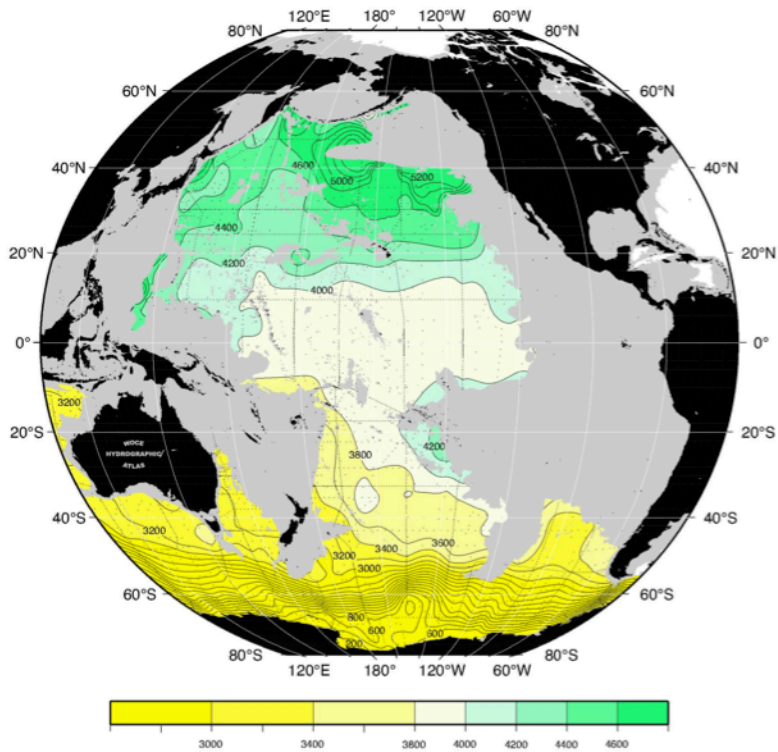 120°E 180° 120°W 60°W
80°N 80°N
60°N 60°N
40°N 40°N
4600
5000 5200
4400
20°N 20°N
4200
4000
0° 0°
3200
20°S 20°S
WOCE
HYDROGRAPHIC
ATLAS
4200
3800
40°S 40°S
3200
3600
3400
3200
3000
60°S 60°S
800
600
600
200
80°S 80°S
120°E 180° 120°W 60°W
3000 3400 3800 4000 4200 4400 4600